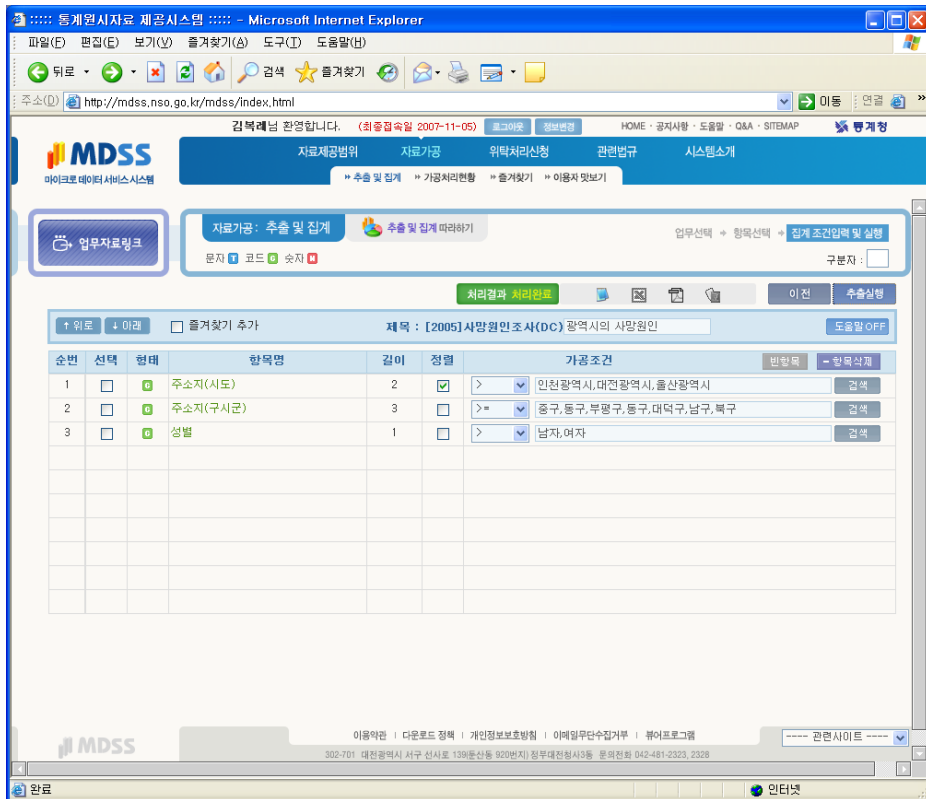 ::::: 통계원시자료 제공시스템 ::::: - Microsoft Internet Explorer
파일(F) 편집(E) 보기(V) 즐겨찾기(A) 도구(T) 도움말(H)
뒤로 검색 즐겨찾기
주소(D) http://mdss.nso.go.kr/mdss/index.html 이동 연결 »
김복례님 환영합니다. (최종접속일 2007-11-05) 로그아웃 정보변경 HOME · 공지사항 · 도움말 · Q&A · SITEMAP 통계청
MDSS
마이크로 데이터 서비스 시스템
자료제공범위 자료가공 위탁처리신청 관련법규 시스템소개
추출 및 집계 가공처리현황 즐겨찾기 이용자 맛보기
업무자료링크
자료가공 : 추출 및 집계 추출 및 집계 따라하기
업무선택 → 항목선택 → 집계 조건입력 및 실행
문자 T 코드 G 숫자 N 구분자 :
처리결과 처리완료 이전 추출실행
↑ 위로 ↓ 아래 즐겨찾기 추가 제목 : [2005]사망원인조사(DC) 광역시의 사망원인 도움말 OFF
순번 선택 형태 항목명 길이 정렬 가공조건 빈항목 - 항목삭제
1 G 주소지(시도) 2 > 인천광역시,대전광역시,울산광역시 검색
2 G 주소지(구시군) 3 >= 중구,동구,부평구,동구,대덕구,남구,북구 검색
3 G 성별 1 > 남자,여자 검색
MDSS
이용약관 | 다운로드 정책 | 개인정보보호방침 | 이메일무단수집거부 | 뷰어프로그램
---- 관련사이트 ----
302-701 대전광역시 서구 선사로 139(둔산동 920번지) 정부대전청사3동 문의전화 042-481-2323, 2328
완료 인터넷